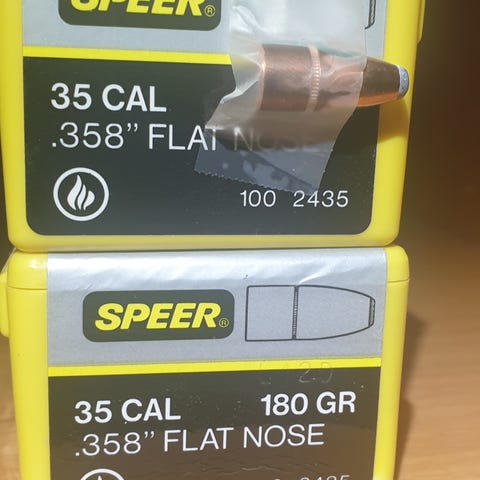 SPEER®
35 CAL
.358” FLAT NOSE
100 2435
SPEER®
35 CAL 180 GR
.358” FLAT NOSE